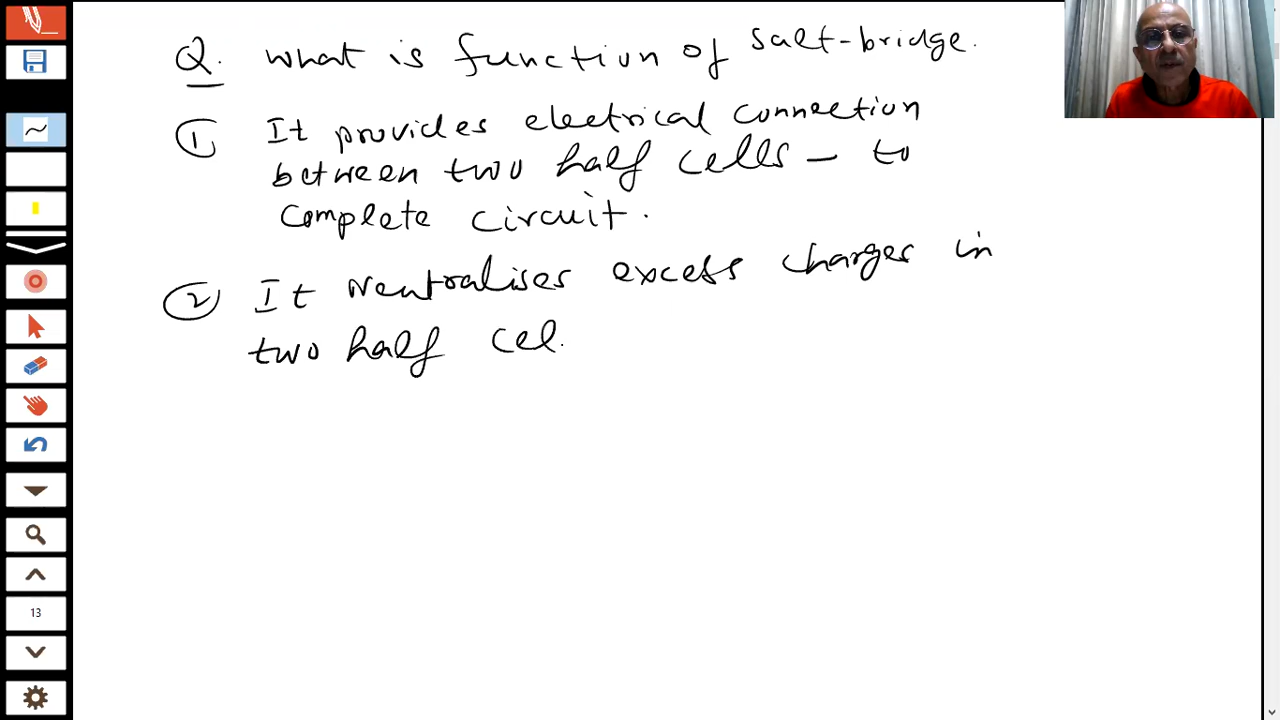 Q. What is function of salt-bridge.
① It provides electrical connection
between two half cells – to
complete circuit.
② It neutralises excess charges in
two half cel
13